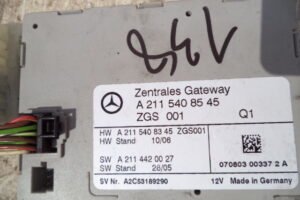 Zentrales Gateway
A 211 540 85 45
ZGS 001 Q1
HW A 211 540 83 45 ZGS001
HW Stand 10/06
SW A 211 442 00 27
SW Stand 28/05
070803 00337 2 A
SV Nr. A2C53189290 12V Made in Germany